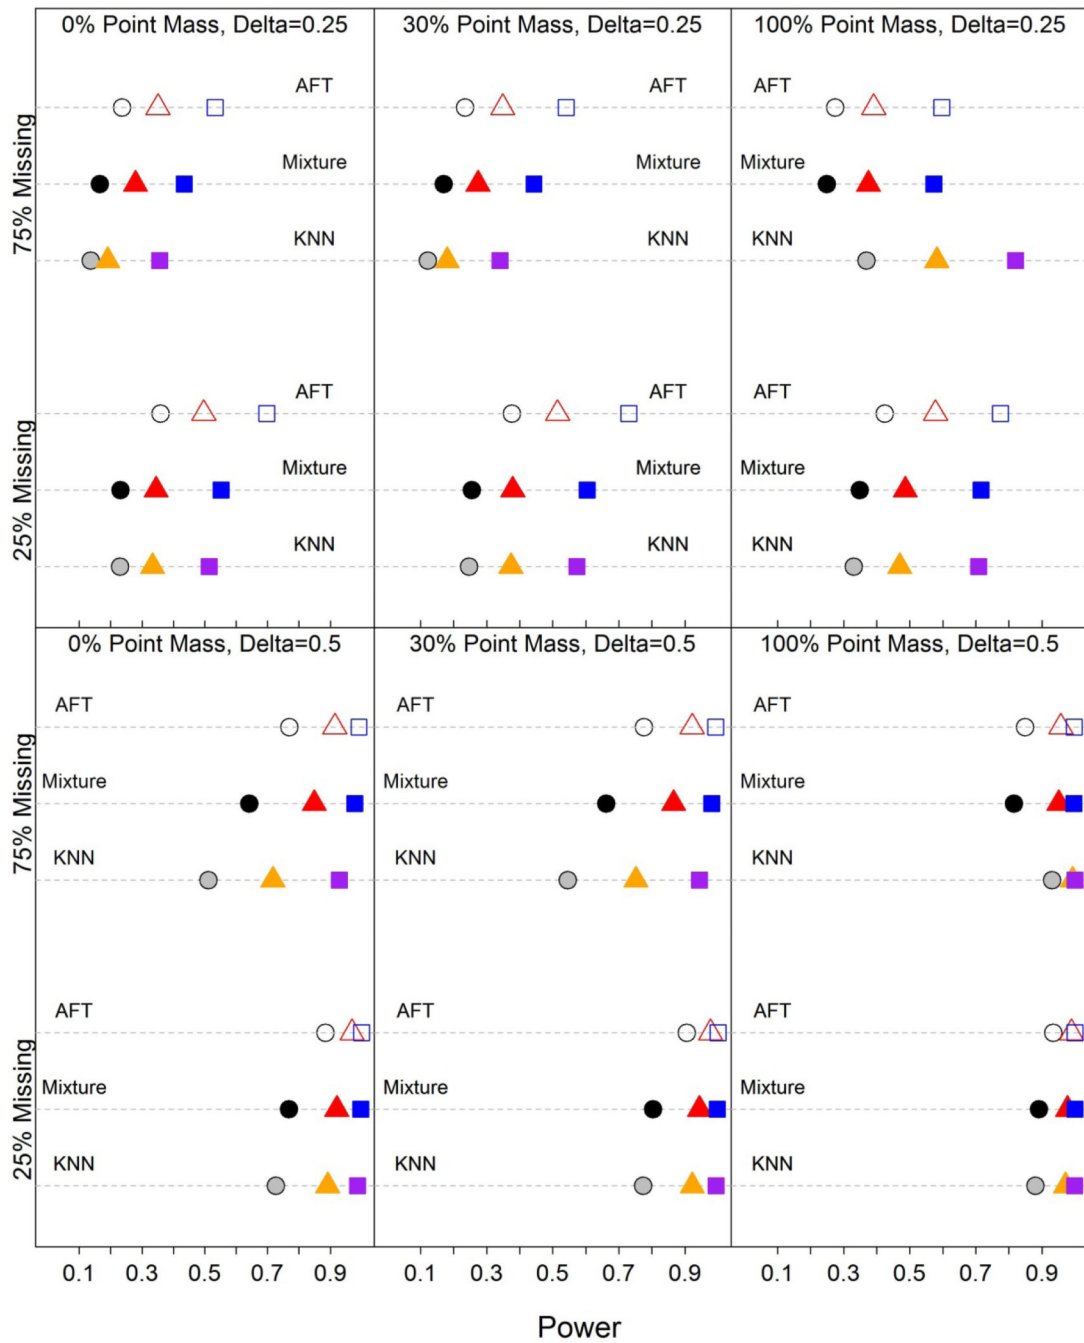 0% Point Mass, Delta=0.25
30% Point Mass, Delta=0.25
100% Point Mass, Delta=0.25
75% Missing
AFT
AFT
AFT
Mixture
Mixture
Mixture
KNN
KNN
KNN
25% Missing
AFT
AFT
AFT
Mixture
Mixture
Mixture
KNN
KNN
KNN
0% Point Mass, Delta=0.5
30% Point Mass, Delta=0.5
100% Point Mass, Delta=0.5
75% Missing
AFT
AFT
AFT
Mixture
Mixture
Mixture
KNN
KNN
KNN
25% Missing
AFT
AFT
AFT
Mixture
Mixture
Mixture
KNN
KNN
KNN
0.1 0.3 0.5 0.7 0.9
0.1 0.3 0.5 0.7 0.9
0.1 0.3 0.5 0.7 0.9
Power